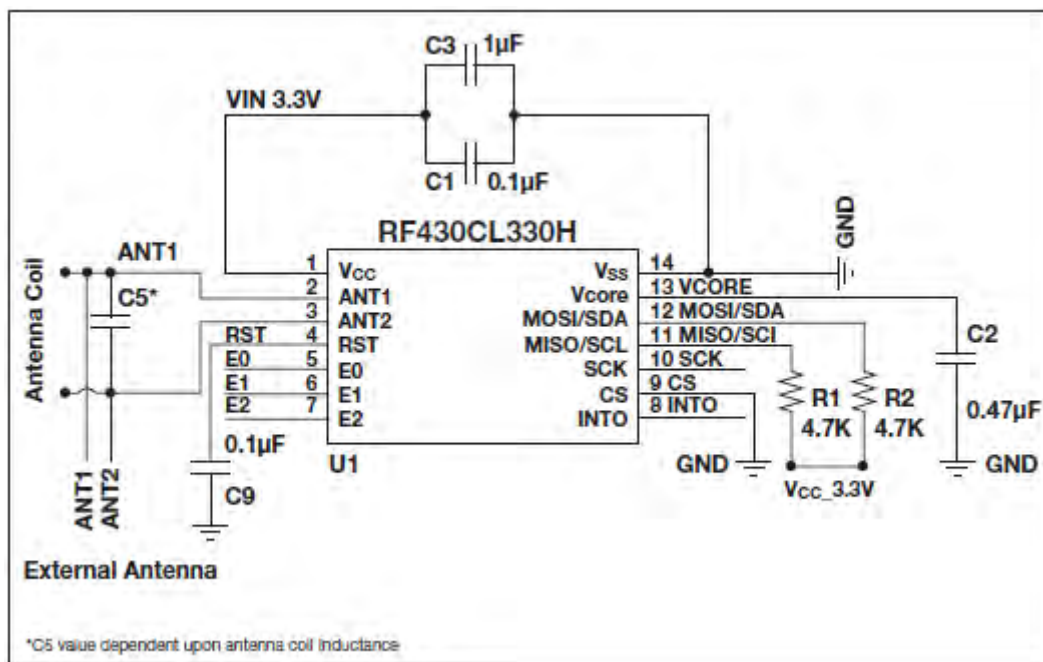 C3 1µF
VIN 3.3V
C1 0.1µF
RF430CL330H
GND
ANT1
C5*
Antenna Coil
1 VCC
2 ANT1
3 ANT2
RST 4 RST
E0 5 E0
E1 6 E1
E2 7 E2
VSS 14
Vcore 13 VCORE
MOSI/SDA 12 MOSI/SDA
MISO/SCL 11 MISO/SCI
SCK 10 SCK
CS 9 CS
INTO 8 INTO
C2
R1 R2
4.7K 4.7K
0.47µF
0.1µF
U1
GND
GND
VCC_3.3V
C9
ANT1
ANT2
External Antenna
*C5 value dependent upon antenna coil inductance